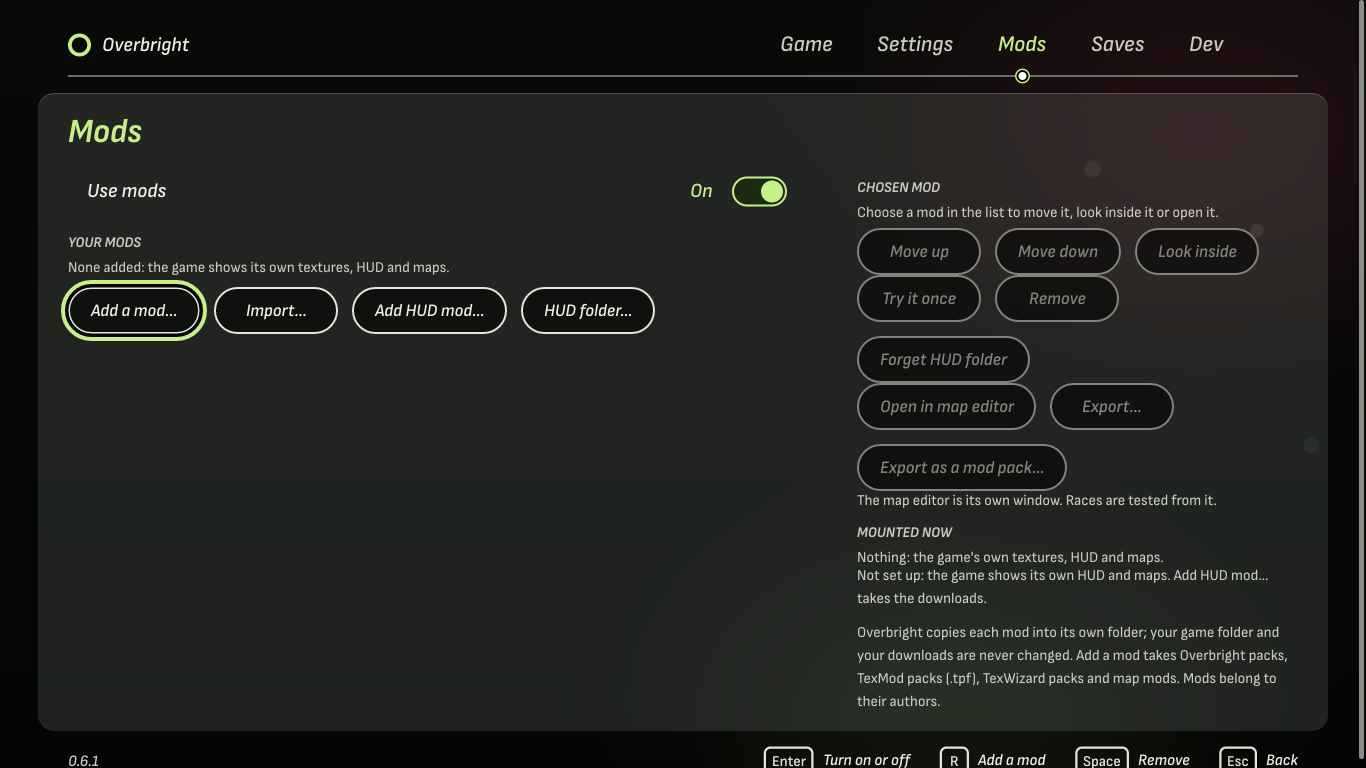 Overbright
Game Settings Mods Saves Dev
Mods
Use mods On
YOUR MODS
None added: the game shows its own textures, HUD and maps.
Add a mod... Import... Add HUD mod... HUD folder...
CHOSEN MOD
Choose a mod in the list to move it, look inside it or open it.
Move up Move down Look inside
Try it once Remove
Forget HUD folder
Open in map editor Export...
Export as a mod pack...
The map editor is its own window. Races are tested from it.
MOUNTED NOW
Nothing: the game's own textures, HUD and maps.
Not set up: the game shows its own HUD and maps. Add HUD mod...
takes the downloads.
Overbright copies each mod into its own folder; your game folder and
your downloads are never changed. Add a mod takes Overbright packs,
TexMod packs (.tpf), TexWizard packs and map mods. Mods belong to
their authors.
0.6.1 Enter Turn on or off R Add a mod Space Remove Esc Back